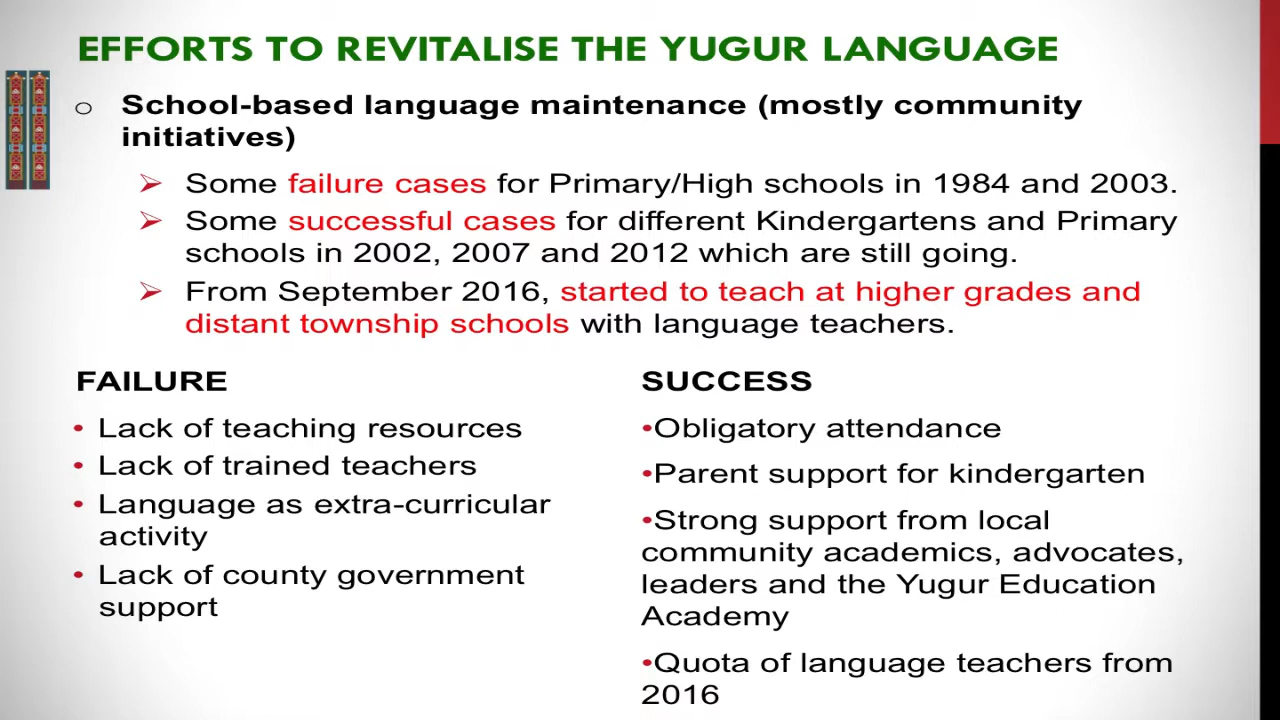 EFFORTS TO REVITALISE THE YUGUR LANGUAGE
o School-based language maintenance (mostly community
initiatives)
➢ Some failure cases for Primary/High schools in 1984 and 2003.
➢ Some successful cases for different Kindergartens and Primary
schools in 2002, 2007 and 2012 which are still going.
➢ From September 2016, started to teach at higher grades and
distant township schools with language teachers.
FAILURE
• Lack of teaching resources
• Lack of trained teachers
• Language as extra-curricular
activity
• Lack of county government
support
SUCCESS
•Obligatory attendance
•Parent support for kindergarten
•Strong support from local
community academics, advocates,
leaders and the Yugur Education
Academy
•Quota of language teachers from
2016